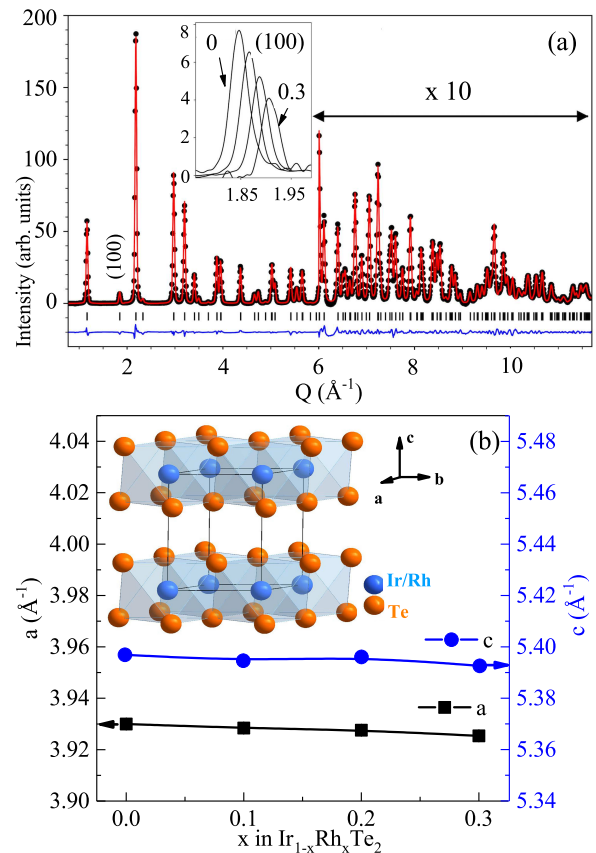 (a)
200
150
100
50
0
Intensity (arb. units)
2
4
6
8
10
Q (Å-1)
8
6
4
2
0
1.85
1.95
0
(100)
0.3
(100)
x 10
(b)
4.04
4.02
4.00
3.98
3.96
3.94
3.92
3.90
a (Å-1)
5.48
5.46
5.44
5.42
5.40
5.38
5.36
5.34
c (Å-1)
c
a
b
Ir/Rh
Te
c
a
0.0
0.1
0.2
0.3
x in Ir1-xRhxTe2